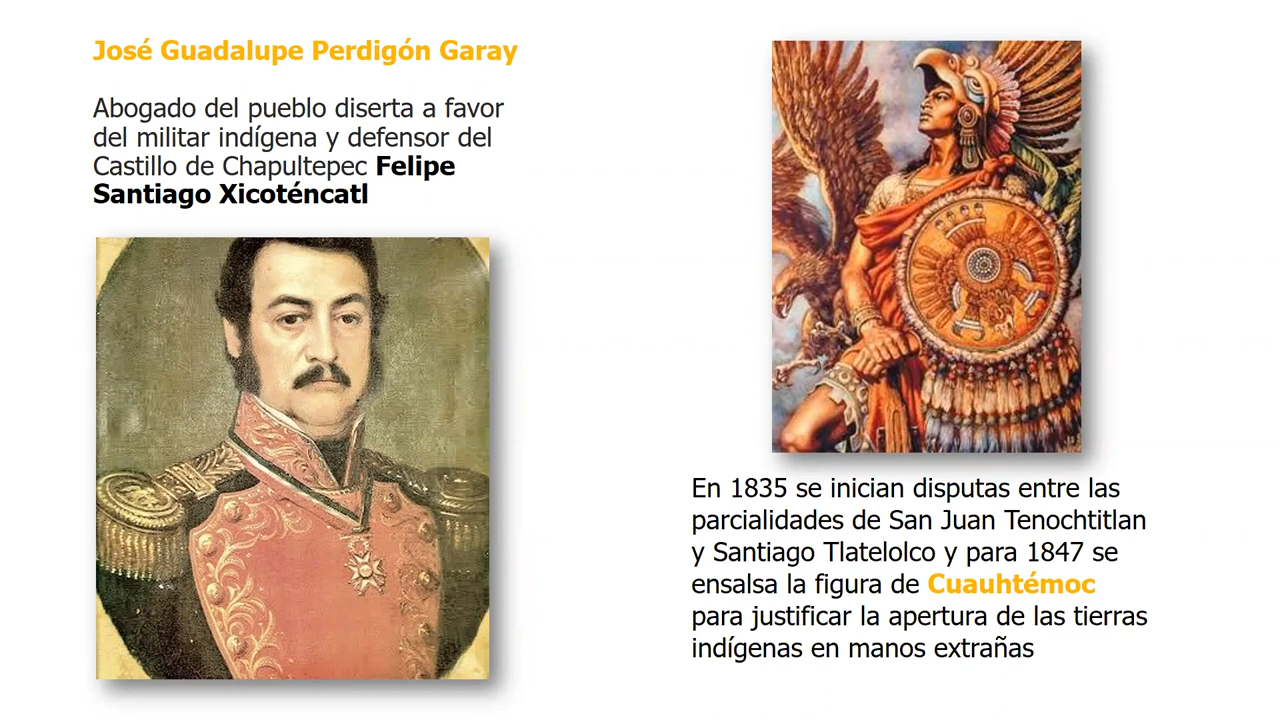 José Guadalupe Perdigón Garay
Abogado del pueblo diserta a favor
del militar indígena y defensor del
Castillo de Chapultepec Felipe
Santiago Xicoténcatl
En 1835 se inician disputas entre las
parcialidades de San Juan Tenochtitlan
y Santiago Tlatelolco y para 1847 se
ensalsa la figura de Cuauhtémoc
para justificar la apertura de las tierras
indígenas en manos extrañas